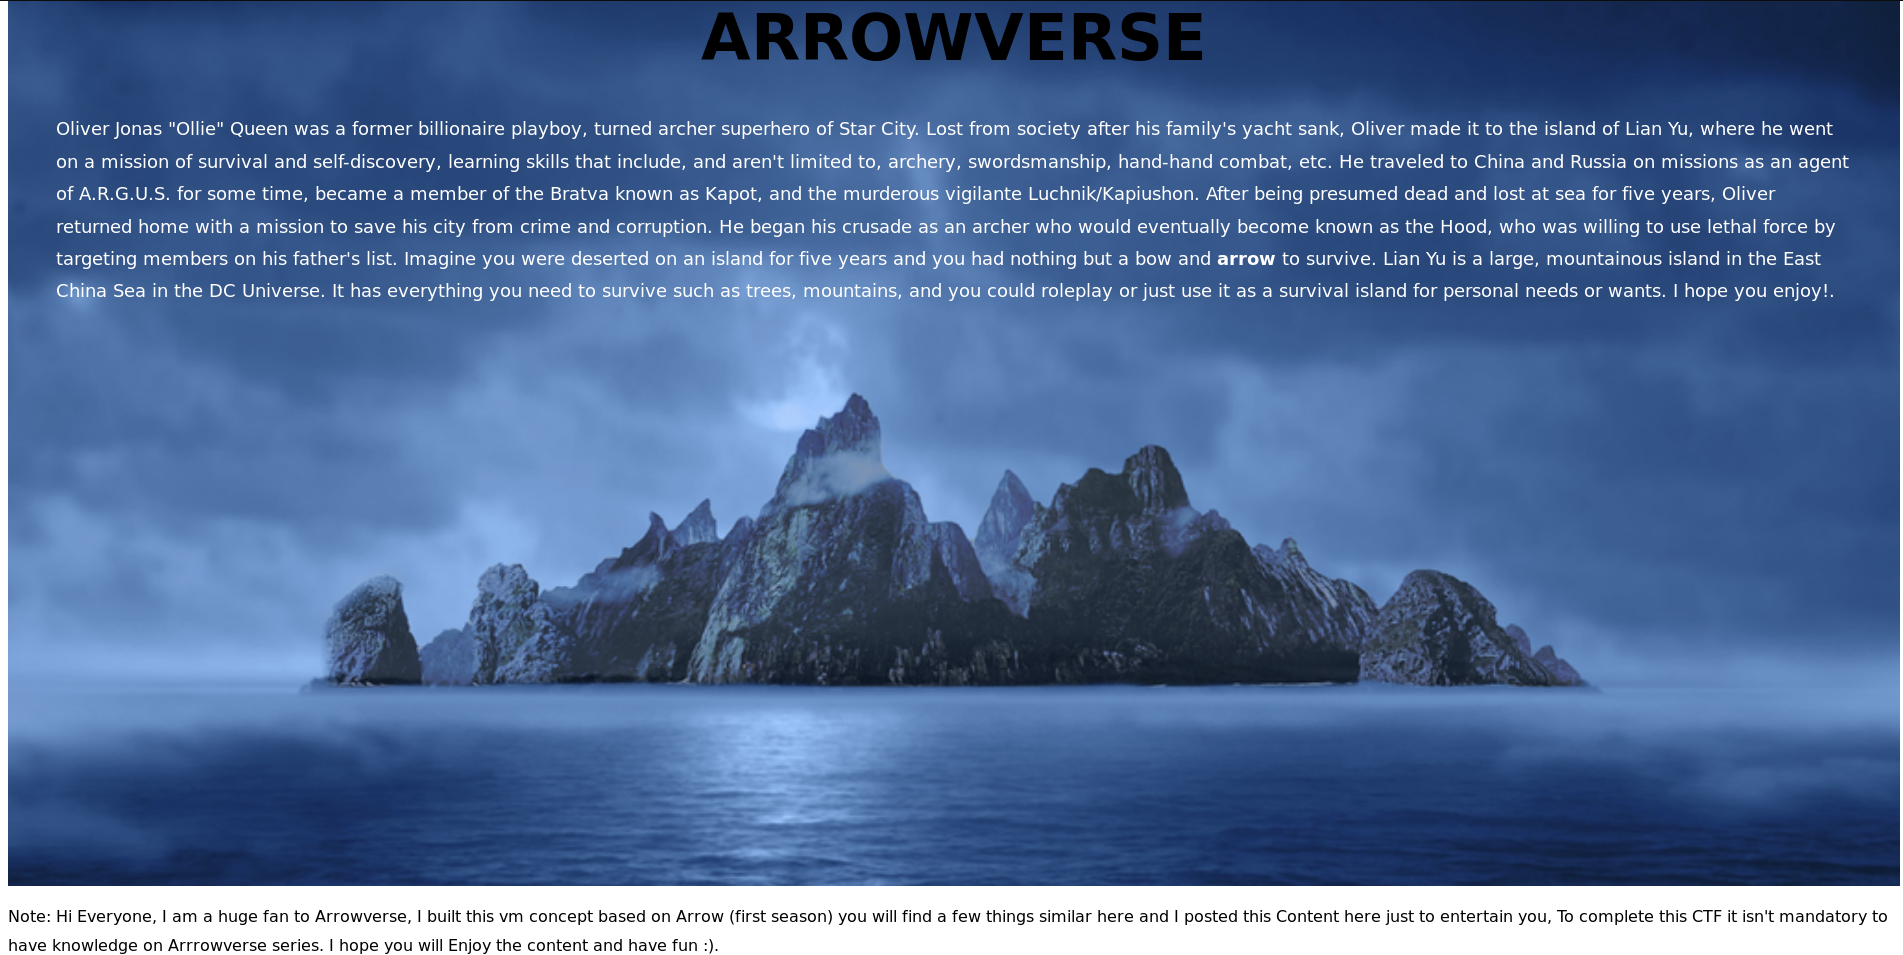 ARROWVERSE
Oliver Jonas "Ollie" Queen was a former billionaire playboy, turned archer superhero of Star City. Lost from society after his family's yacht sank, Oliver made it to the island of Lian Yu, where he went
on a mission of survival and self-discovery, learning skills that include, and aren't limited to, archery, swordsmanship, hand-hand combat, etc. He traveled to China and Russia on missions as an agent
of A.R.G.U.S. for some time, became a member of the Bratva known as Kapot, and the murderous vigilante Luchnik/Kapiushon. After being presumed dead and lost at sea for five years, Oliver
returned home with a mission to save his city from crime and corruption. He began his crusade as an archer who would eventually become known as the Hood, who was willing to use lethal force by
targeting members on his father's list. Imagine you were deserted on an island for five years and you had nothing but a bow and arrow to survive. Lian Yu is a large, mountainous island in the East
China Sea in the DC Universe. It has everything you need to survive such as trees, mountains, and you could roleplay or just use it as a survival island for personal needs or wants. I hope you enjoy!.
Note: Hi Everyone, I am a huge fan to Arrowverse, I built this vm concept based on Arrow (first season) you will find a few things similar here and I posted this Content here just to entertain you, To complete this CTF it isn't mandatory to
have knowledge on Arrrowverse series. I hope you will Enjoy the content and have fun :).